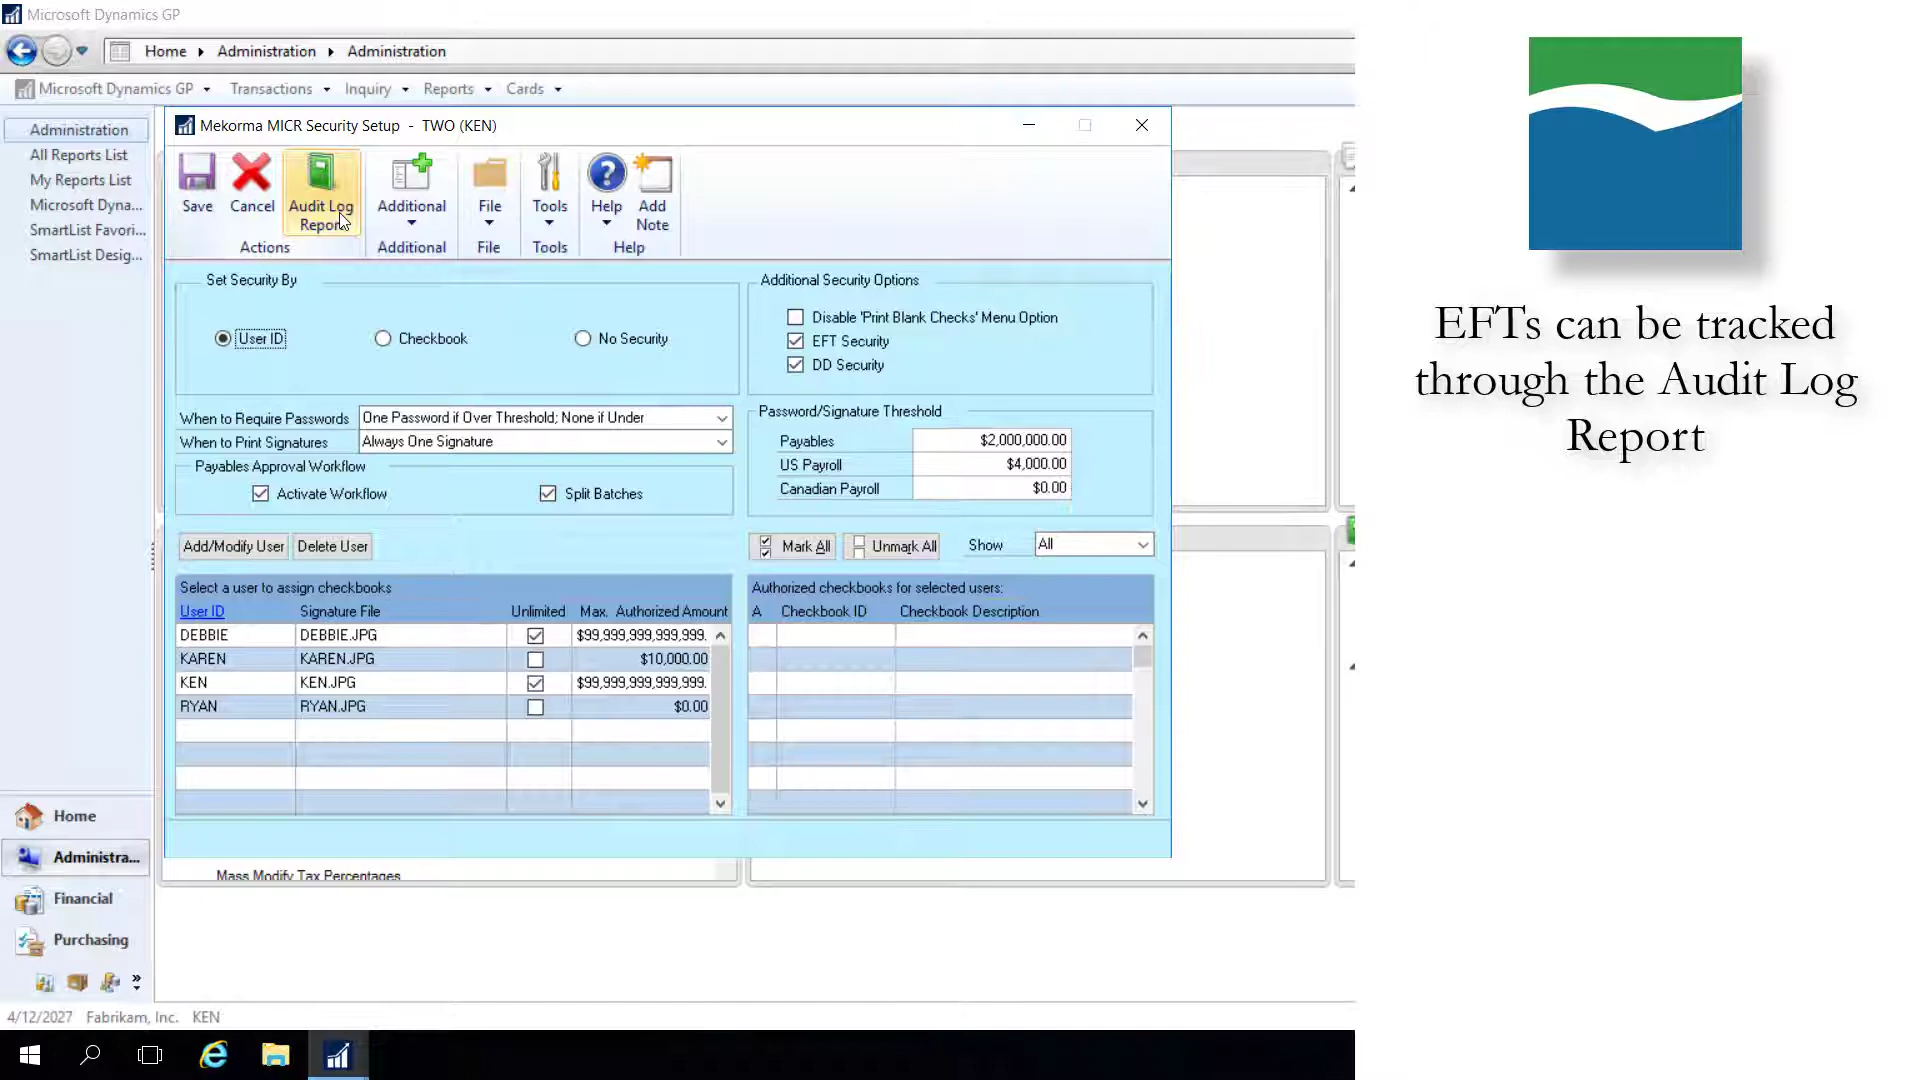 Microsoft Dynamics GP
Home Administration Administration
Microsoft Dynamics GP Transactions Inquiry Reports Cards
Administration
All Reports List
My Reports List
Microsoft Dyna...
SmartList Favori...
SmartList Desig...
Mekorma MICR Security Setup - TWO (KEN)
Save Cancel Audit Log Report Additional File Tools Help Add Note
Actions Additional File Tools Help
Set Security By
User ID Checkbook No Security
Additional Security Options
Disable 'Print Blank Checks' Menu Option
EFT Security
DD Security
When to Require Passwords One Password if Over Threshold; None if Under
When to Print Signatures Always One Signature
Payables Approval Workflow
Activate Workflow Split Batches
Password/Signature Threshold
Payables $2,000,000.00
US Payroll $4,000.00
Canadian Payroll $0.00
Add/Modify User Delete User
Mark All Unmark All Show All
Select a user to assign checkbooks
User ID Signature File Unlimited Max. Authorized Amount
DEBBIE DEBBIE.JPG $99,999,999,999,999.
KAREN KAREN.JPG $10,000.00
KEN KEN.JPG $99,999,999,999,999.
RYAN RYAN.JPG $0.00
Authorized checkbooks for selected users:
A Checkbook ID Checkbook Description
Mass Modify Tax Percentages
Home
Administra...
Financial
Purchasing
4/12/2027 Fabrikam, Inc. KEN
EFTs can be tracked
through the Audit Log
Report